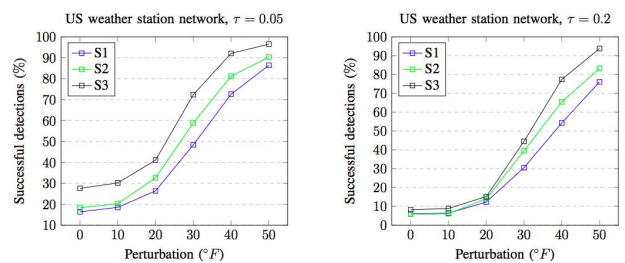 US weather station network, τ = 0.05
100
90
80
70
60
50
40
30
20
10
Successful detections (%)
S1
S2
S3
0 10 20 30 40 50
Perturbation (°F)
US weather station network, τ = 0.2
100
90
80
70
60
50
40
30
20
10
0
Successful detections (%)
S1
S2
S3
0 10 20 30 40 50
Perturbation (°F)